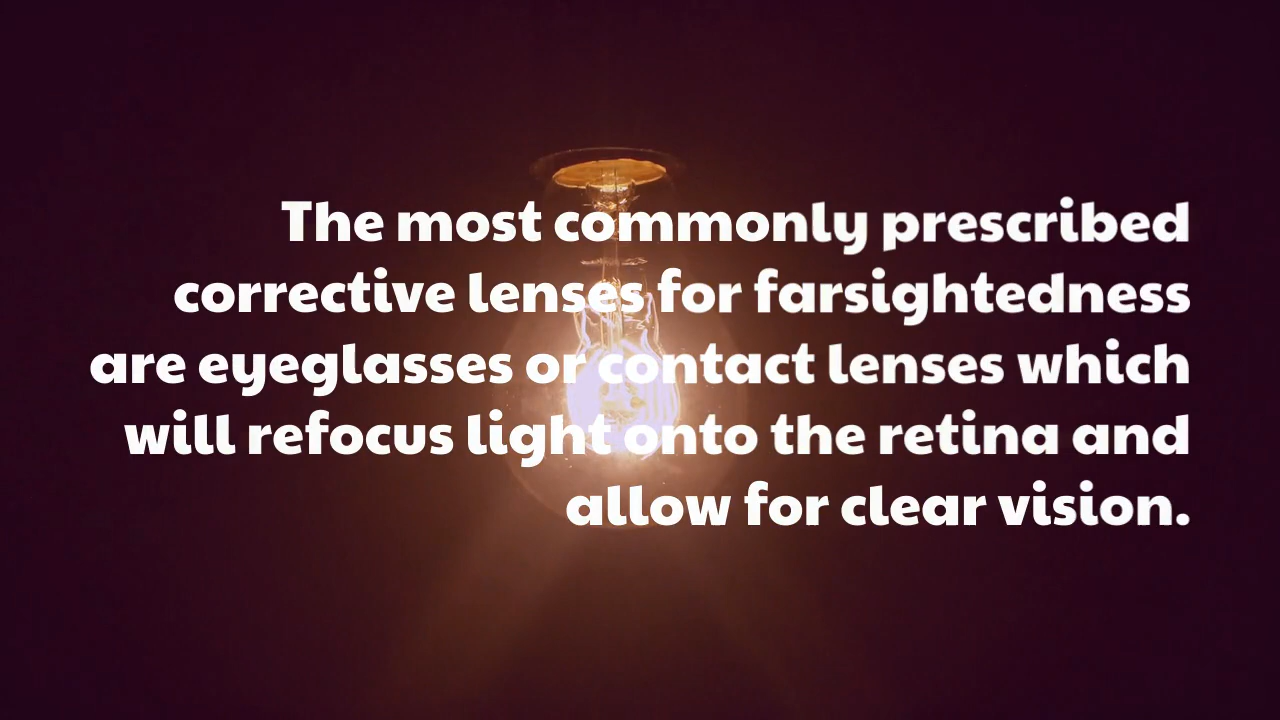 The most commonly prescribed
corrective lenses for farsightedness
are eyeglasses or contact lenses which
will refocus light onto the retina and
allow for clear vision.